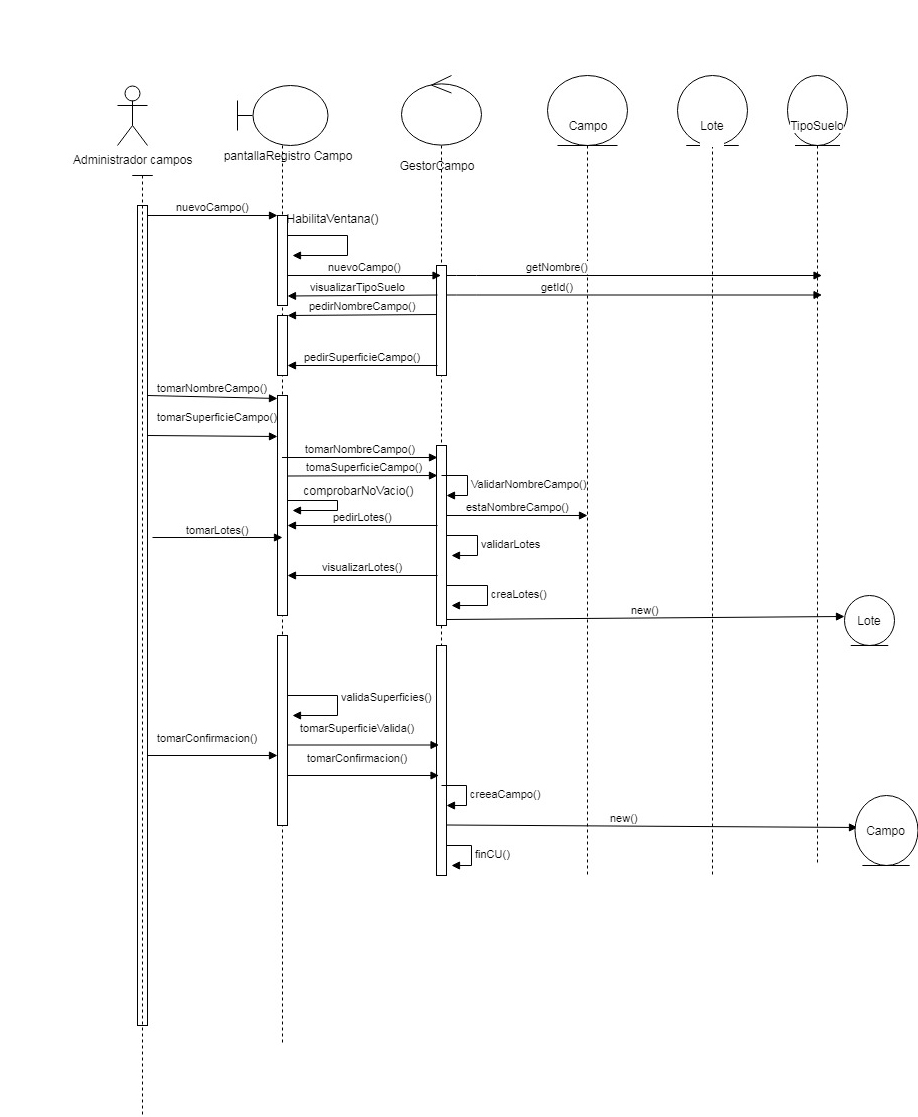 Campo
Lote
TipoSuelo
Administrador campos
pantallaRegistro Campo
GestorCampo
nuevoCampo()
HabilitaVentana()
nuevoCampo()
getNombre()
visualizarTipoSuelo
getId()
pedirNombreCampo()
pedirSuperficieCampo()
tomarNombreCampo()
tomarSuperficieCampo()
tomarNombreCampo()
tomaSuperficieCampo()
ValidarNombreCampo()
comprobarNoVacio()
estaNombreCampo()
pedirLotes()
tomarLotes()
validarLotes
visualizarLotes()
creaLotes()
new()
Lote
validaSuperficies()
tomarSuperficieValida()
tomarConfirmacion()
tomarConfirmacion()
creeaCampo()
new()
Campo
finCU()